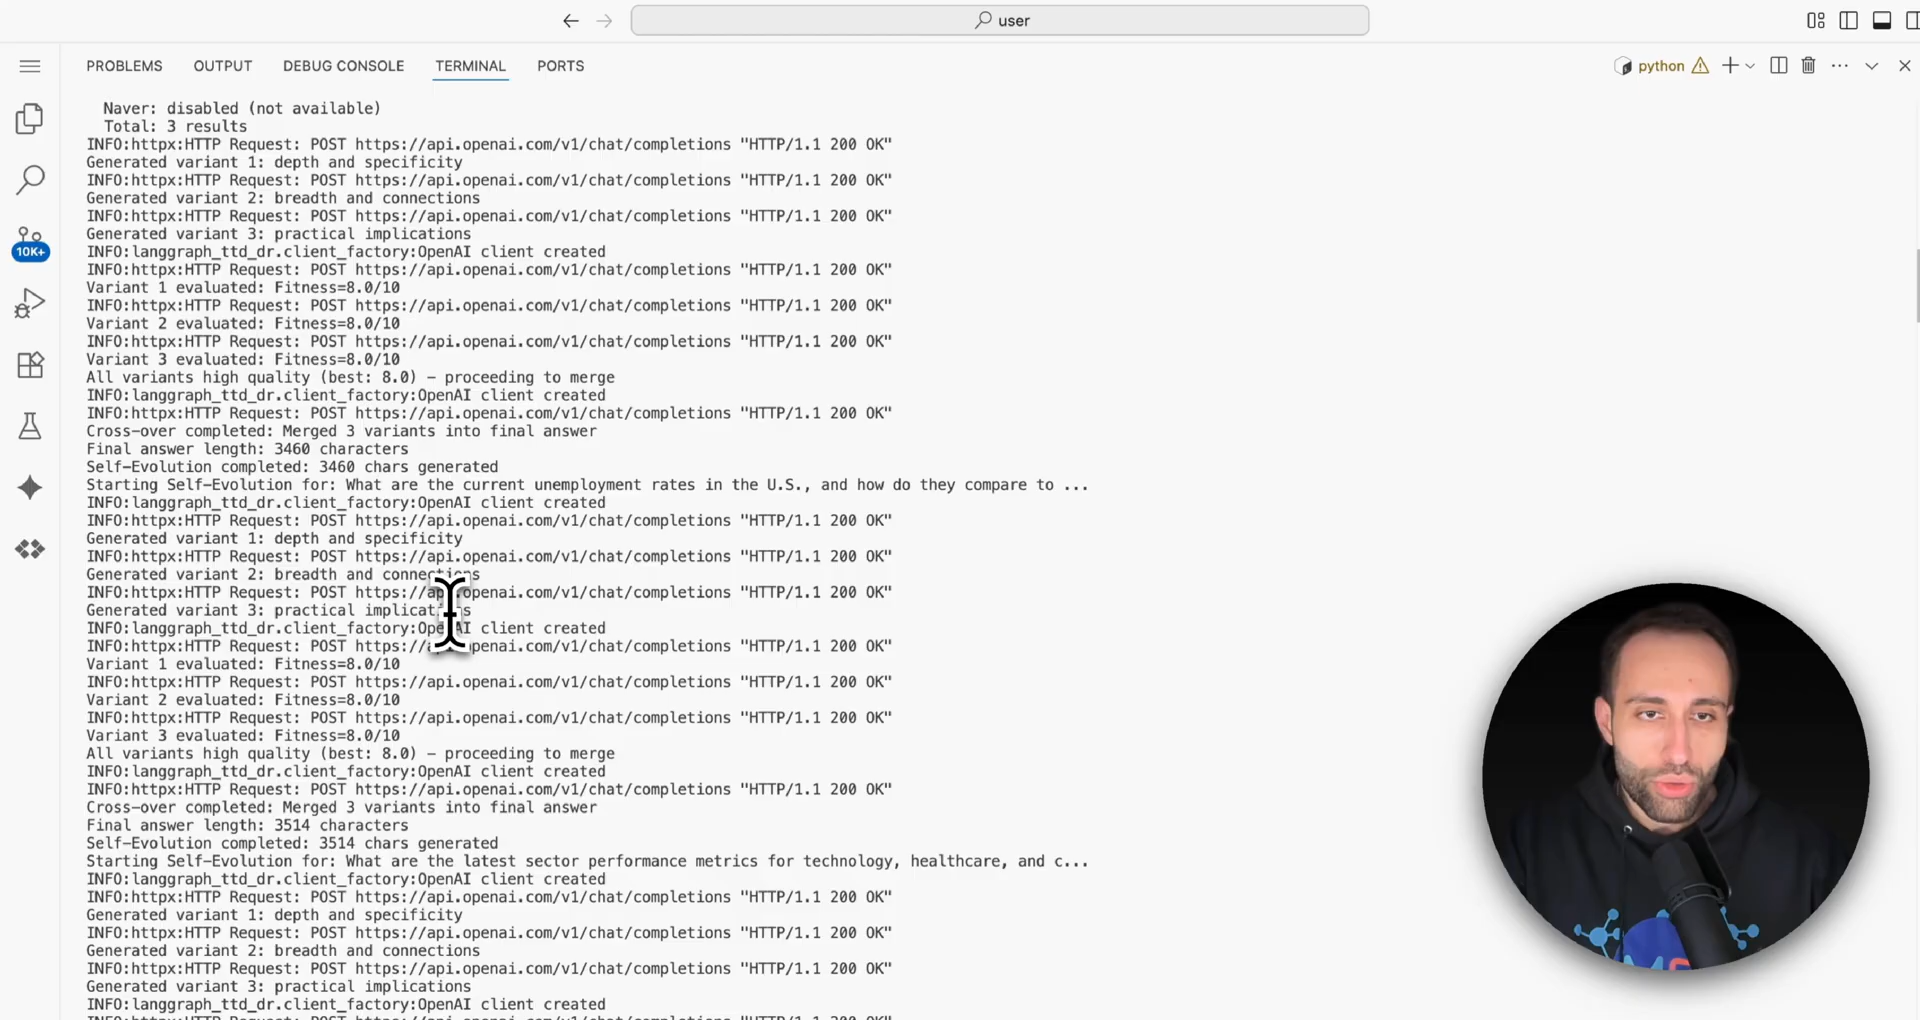 user
PROBLEMS OUTPUT DEBUG CONSOLE TERMINAL PORTS
python
10K+
Naver: disabled (not available)
Total: 3 results
INFO:httpx:HTTP Request: POST https://api.openai.com/v1/chat/completions "HTTP/1.1 200 OK"
Generated variant 1: depth and specificity
INFO:httpx:HTTP Request: POST https://api.openai.com/v1/chat/completions "HTTP/1.1 200 OK"
Generated variant 2: breadth and connections
INFO:httpx:HTTP Request: POST https://api.openai.com/v1/chat/completions "HTTP/1.1 200 OK"
Generated variant 3: practical implications
INFO:langgraph_ttd_dr.client_factory:OpenAI client created
INFO:httpx:HTTP Request: POST https://api.openai.com/v1/chat/completions "HTTP/1.1 200 OK"
Variant 1 evaluated: Fitness=8.0/10
INFO:httpx:HTTP Request: POST https://api.openai.com/v1/chat/completions "HTTP/1.1 200 OK"
Variant 2 evaluated: Fitness=8.0/10
INFO:httpx:HTTP Request: POST https://api.openai.com/v1/chat/completions "HTTP/1.1 200 OK"
Variant 3 evaluated: Fitness=8.0/10
All variants high quality (best: 8.0) – proceeding to merge
INFO:langgraph_ttd_dr.client_factory:OpenAI client created
INFO:httpx:HTTP Request: POST https://api.openai.com/v1/chat/completions "HTTP/1.1 200 OK"
Cross-over completed: Merged 3 variants into final answer
Final answer length: 3460 characters
Self-Evolution completed: 3460 chars generated
Starting Self-Evolution for: What are the current unemployment rates in the U.S., and how do they compare to ...
INFO:langgraph_ttd_dr.client_factory:OpenAI client created
INFO:httpx:HTTP Request: POST https://api.openai.com/v1/chat/completions "HTTP/1.1 200 OK"
Generated variant 1: depth and specificity
INFO:httpx:HTTP Request: POST https://api.openai.com/v1/chat/completions "HTTP/1.1 200 OK"
Generated variant 2: breadth and connections
INFO:httpx:HTTP Request: POST https://api.openai.com/v1/chat/completions "HTTP/1.1 200 OK"
Generated variant 3: practical implications
INFO:langgraph_ttd_dr.client_factory:OpenAI client created
INFO:httpx:HTTP Request: POST https://api.openai.com/v1/chat/completions "HTTP/1.1 200 OK"
Variant 1 evaluated: Fitness=8.0/10
INFO:httpx:HTTP Request: POST https://api.openai.com/v1/chat/completions "HTTP/1.1 200 OK"
Variant 2 evaluated: Fitness=8.0/10
INFO:httpx:HTTP Request: POST https://api.openai.com/v1/chat/completions "HTTP/1.1 200 OK"
Variant 3 evaluated: Fitness=8.0/10
All variants high quality (best: 8.0) – proceeding to merge
INFO:langgraph_ttd_dr.client_factory:OpenAI client created
INFO:httpx:HTTP Request: POST https://api.openai.com/v1/chat/completions "HTTP/1.1 200 OK"
Cross-over completed: Merged 3 variants into final answer
Final answer length: 3514 characters
Self-Evolution completed: 3514 chars generated
Starting Self-Evolution for: What are the latest sector performance metrics for technology, healthcare, and c...
INFO:langgraph_ttd_dr.client_factory:OpenAI client created
INFO:httpx:HTTP Request: POST https://api.openai.com/v1/chat/completions "HTTP/1.1 200 OK"
Generated variant 1: depth and specificity
INFO:httpx:HTTP Request: POST https://api.openai.com/v1/chat/completions "HTTP/1.1 200 OK"
Generated variant 2: breadth and connections
INFO:httpx:HTTP Request: POST https://api.openai.com/v1/chat/completions "HTTP/1.1 200 OK"
Generated variant 3: practical implications
INFO:langgraph_ttd_dr.client_factory:OpenAI client created